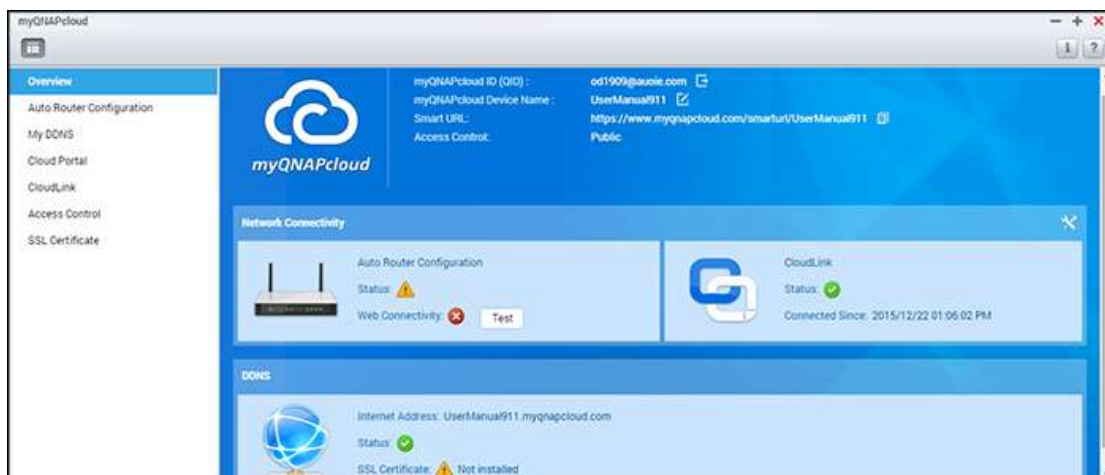 myQNAPcloud
Overview
Auto Router Configuration
My DDNS
Cloud Portal
CloudLink
Access Control
SSL Certificate
myQNAPcloud
myQNAPcloud ID (QID) : od1909@auoie.com
myQNAPcloud Device Name : UserManual911
Smart URL: https://www.myqnapcloud.com/smarturl/UserManual911
Access Control: Public
Network Connectivity
Auto Router Configuration
Status:
Web Connectivity: Test
CloudLink
Status:
Connected Since: 2015/12/22 01:06:02 PM
DDNS
Internet Address: UserManual911.myqnapcloud.com
Status:
SSL Certificate: Not installed